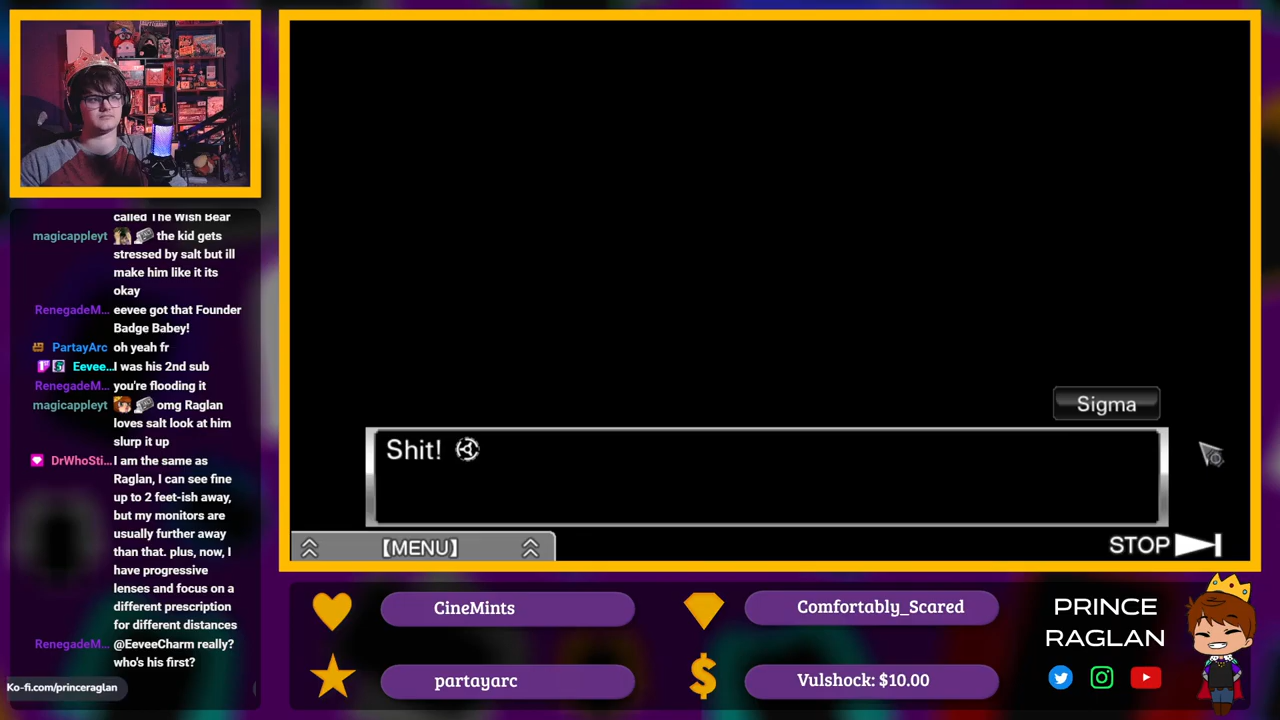 called The Wish Bear
magicappleyt the kid gets
stressed by salt but ill
make him like it its
okay
RenegadeM... eevee got that Founder
Badge Babey!
PartayArc oh yeah fr
Eevee... I was his 2nd sub
RenegadeM... you're flooding it
magicappleyt omg Raglan
loves salt look at him
slurp it up
DrWhoSti... I am the same as
Raglan, I can see fine
up to 2 feet-ish away,
but my monitors are
usually further away
than that. plus, now, I
have progressive
lenses and focus on a
different prescription
for different distances
RenegadeM... @EeveeCharm really?
who's his first?
Ko-fi.com/princeraglan
Sigma
Shit!
【MENU】
STOP
CineMints
Comfortably_Scared
partayarc
Vulshock: $10.00
PRINCE
RAGLAN